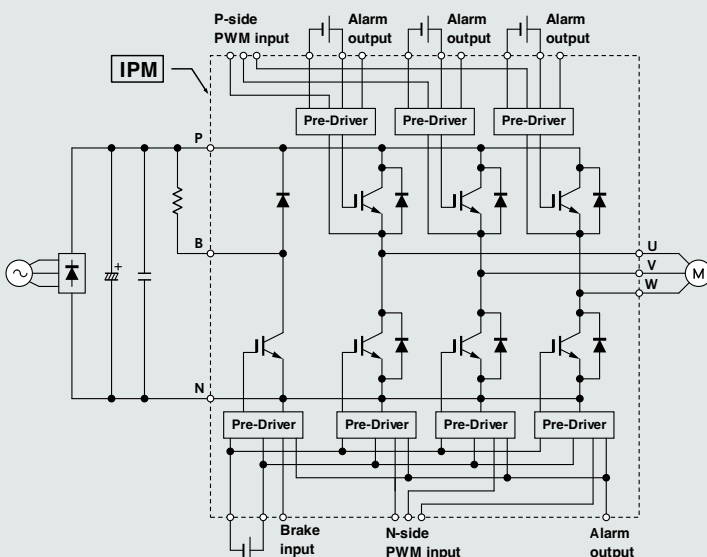 P-side
PWM input
Alarm
output
Alarm
output
Alarm
output
IPM
Pre-Driver
Pre-Driver
Pre-Driver
P
B
U
V
W
M
+
N
Pre-Driver
Pre-Driver
Pre-Driver
Pre-Driver
Brake
input
N-side
PWM input
Alarm
output